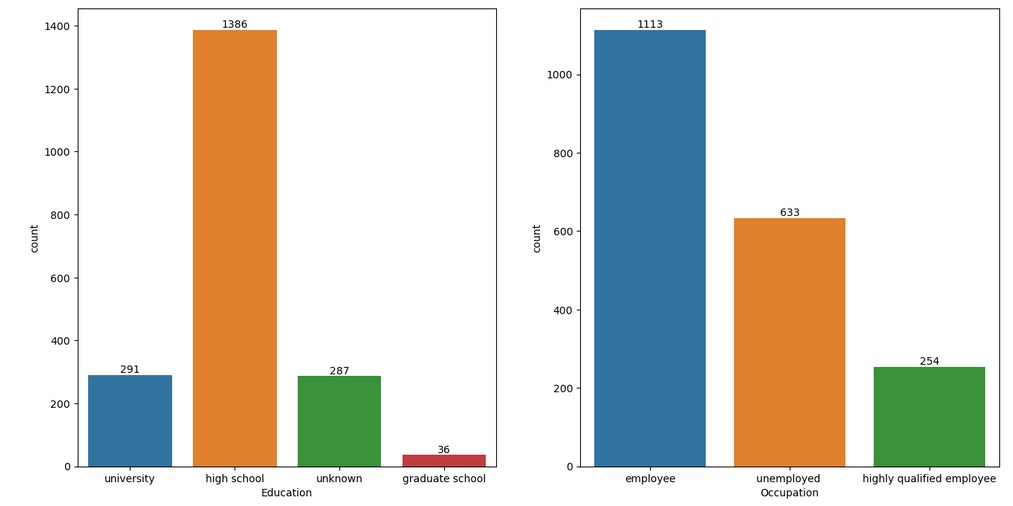 1400
1200
1000
800
600
400
200
0
count
291
1386
287
36
university
high school
unknown
graduate school
Education
1000
800
600
400
200
0
count
1113
633
254
employee
unemployed
highly qualified employee
Occupation